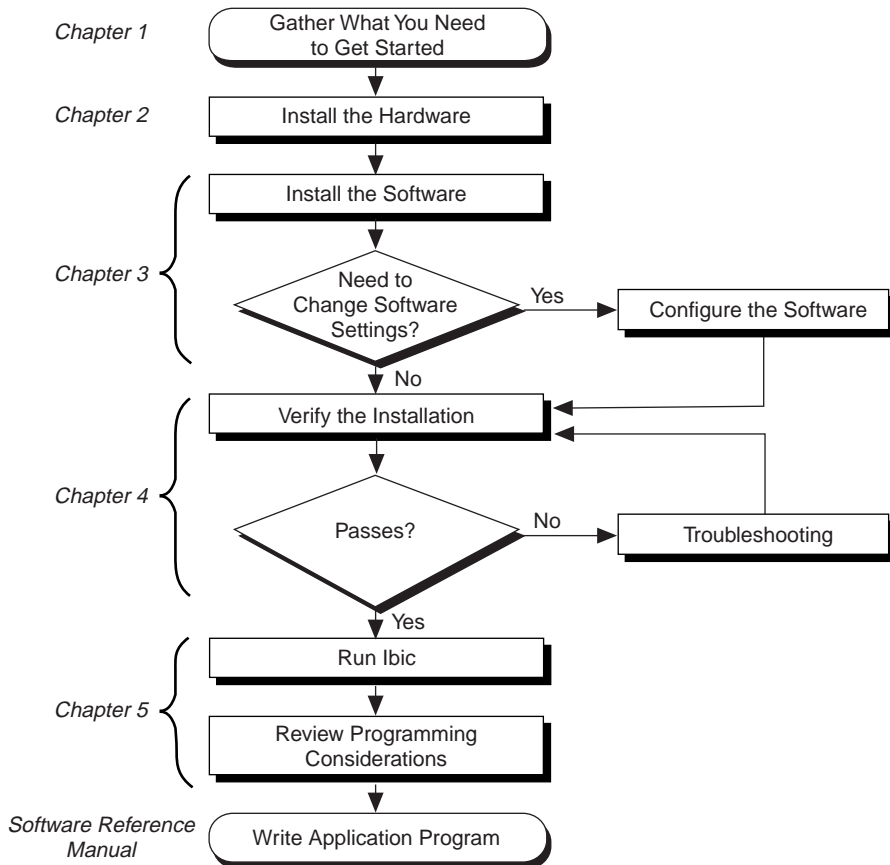 Chapter 1
Gather What You Need
to Get Started
Chapter 2
Install the Hardware
Install the Software
Chapter 3
Need to
Change Software
Settings?
Yes
Configure the Software
No
Verify the Installation
Chapter 4
Passes?
No
Troubleshooting
Yes
Run Ibic
Chapter 5
Review Programming
Considerations
Software Reference
Manual
Write Application Program